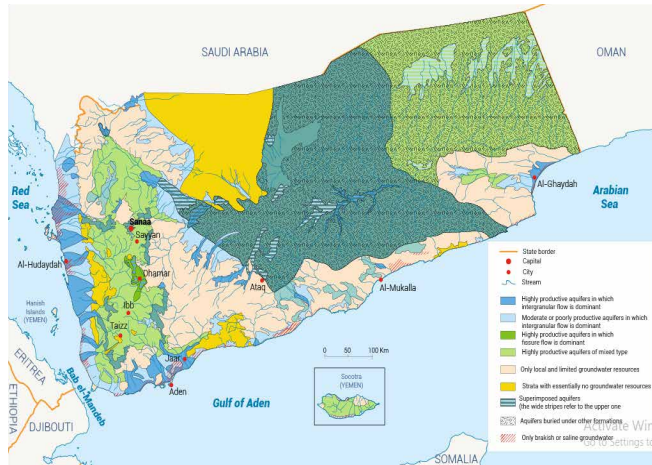 SAUDI ARABIA
OMAN
Red
Sea
Al-Ghaydah
Arabian
Sea
Sanaa
Sayyan
Al-Hudaydah
Dhamar
Ataq
Al-Mukalla
Hanish
Islands
(YEMEN)
Ibb
Taizz
Jaar
Aden
ERITREA
Bab el-Mandeb
ETHIOPIA
DJIBOUTI
Gulf of Aden
0 50 100 Km
Socotra
(YEMEN)
SOMALIA
State border
Capital
City
Stream
Highly productive aquifers in which
intergranular flow is dominant
Moderate or poorly productive aquifers in which
intergranular flow is dominant
Highly productive aquifers in which
fissure flow is dominant
Highly productive aquifers of mixed type
Only local and limited groundwater resources
Strata with essentially no groundwater resources
Superimposed aquifers
(the wide stripes refer to the upper one
Aquifers buried under other formations
Only brakish or saline groundwater
Activate Win
Go to Settings to